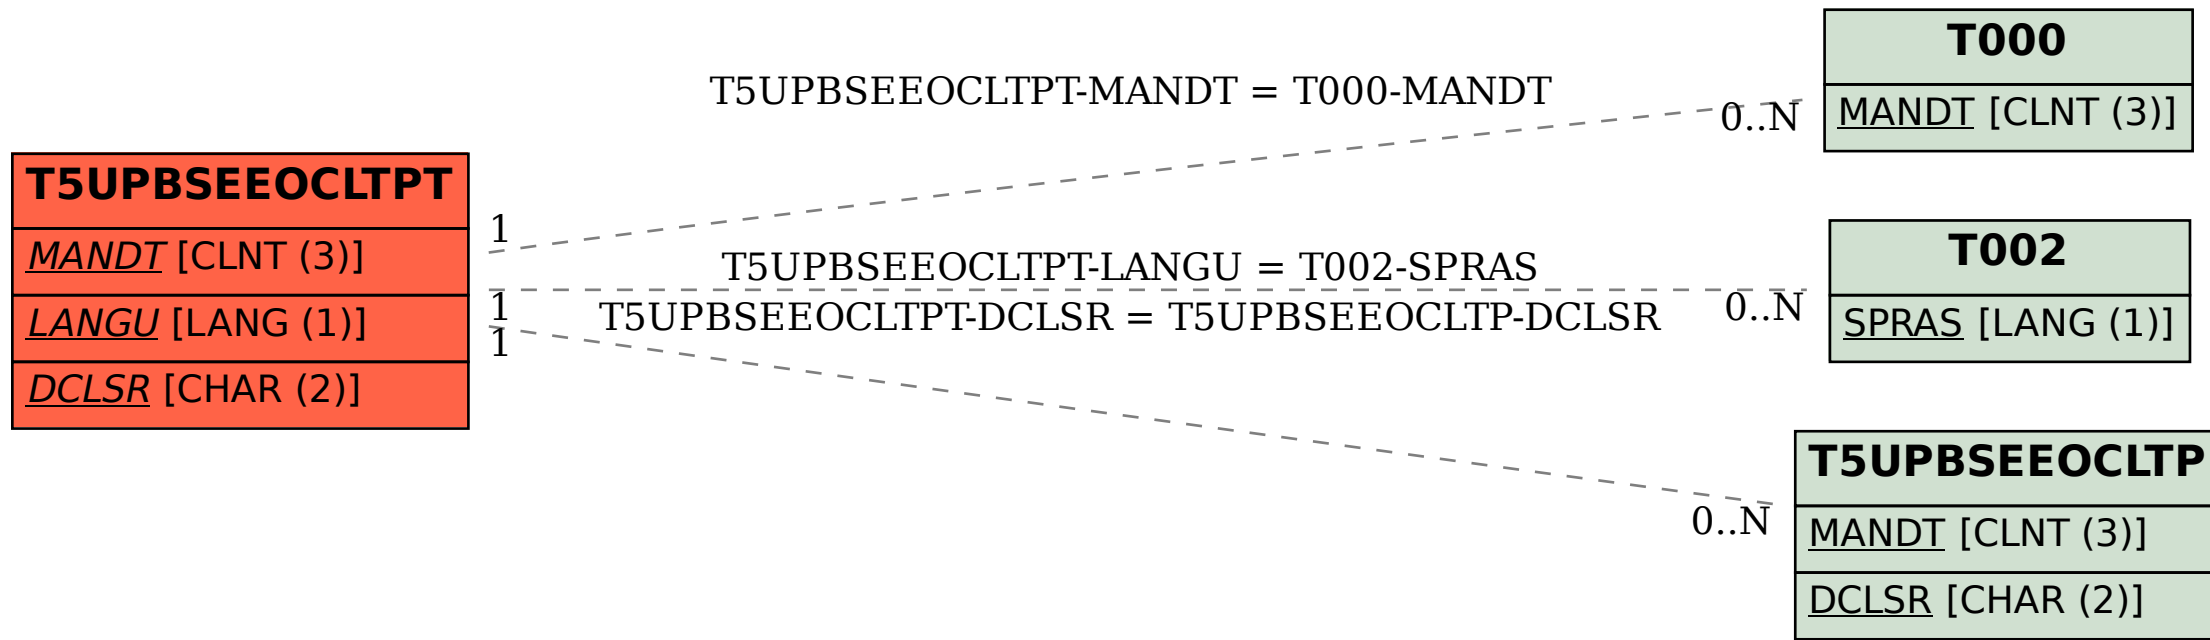 T5UPBSEEOCLTPT
MANDT [CLNT (3)]
LANGU [LANG (1)]
DCLSR [CHAR (2)]
T5UPBSEEOCLTPT-MANDT = T000-MANDT
1
0..N
T5UPBSEEOCLTPT-LANGU = T002-SPRAS
1
0..N
T5UPBSEEOCLTPT-DCLSR = T5UPBSEEOCLTP-DCLSR
1
0..N
T000
MANDT [CLNT (3)]
T002
SPRAS [LANG (1)]
T5UPBSEEOCLTP
MANDT [CLNT (3)]
DCLSR [CHAR (2)]